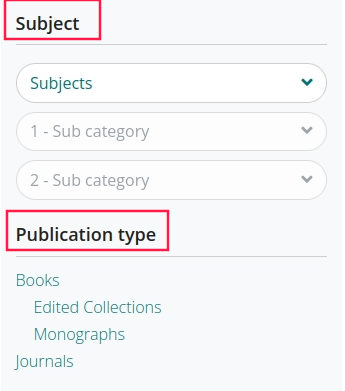 Subject
Subjects
1 - Sub category
2 - Sub category
Publication type
Books
Edited Collections
Monographs
Journals